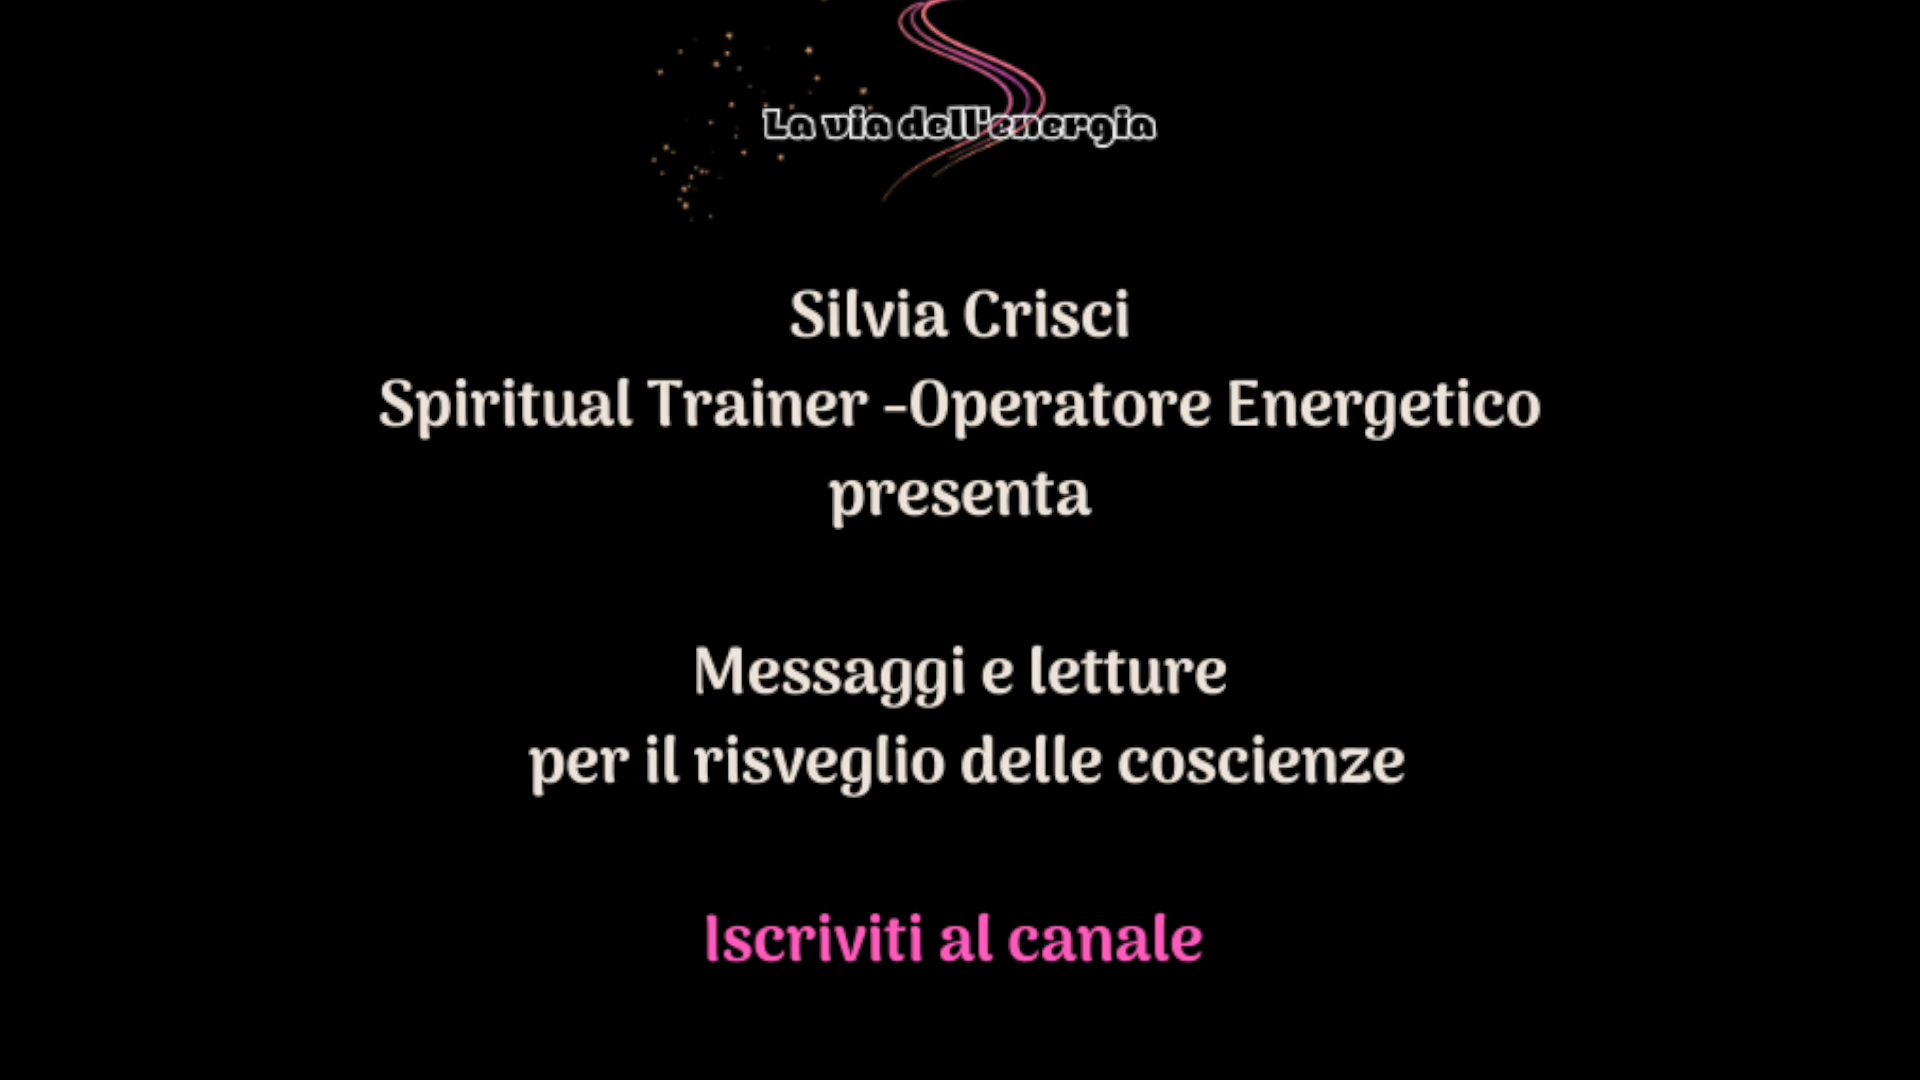 La via dell'energia
Silvia Crisci
Spiritual Trainer -Operatore Energetico
presenta
Messaggi e letture
per il risveglio delle coscienze
Iscriviti al canale